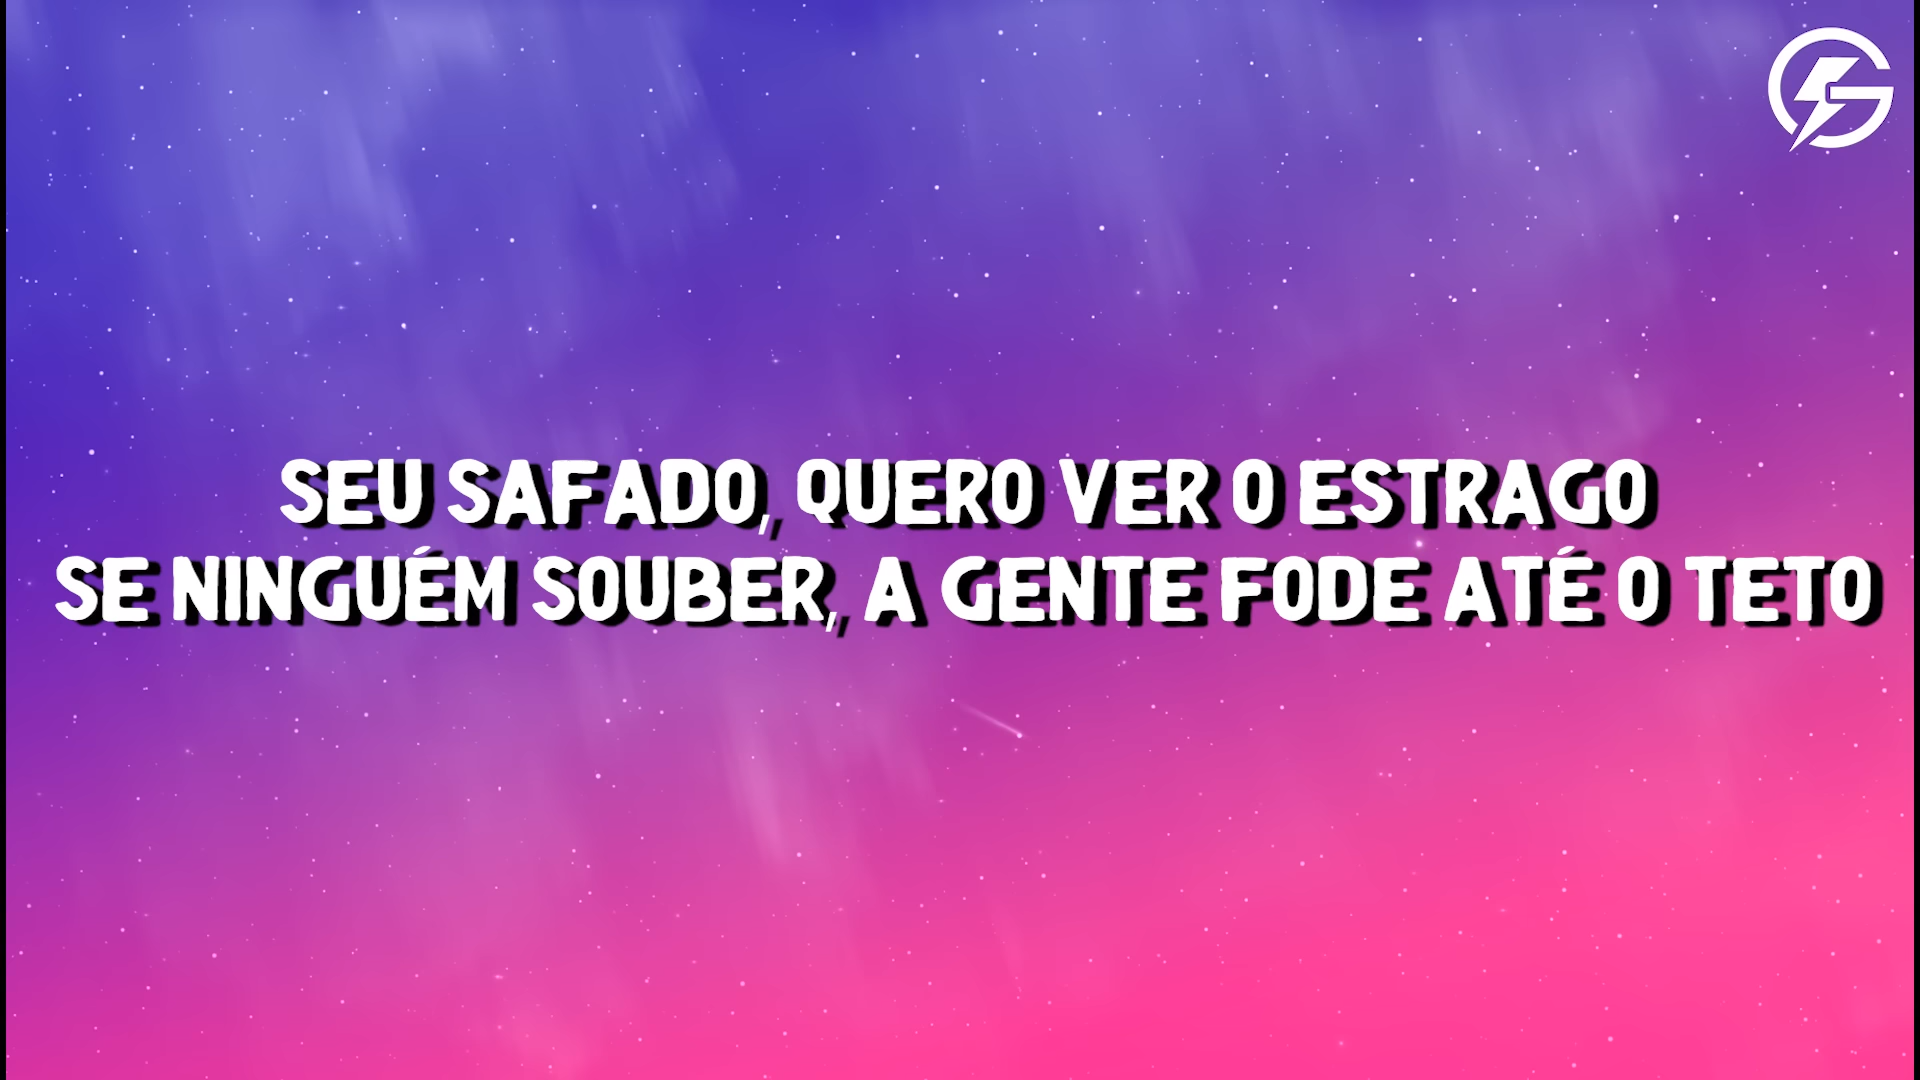 SEU SAFADO, QUERO VER O ESTRAGO
SE NINGUÉM SOUBER, A GENTE FODE ATÉ O TETO